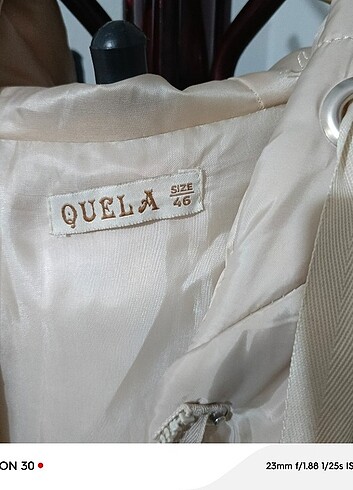 QUELA
SIZE
46
ON 30
23mm f/1.88 1/25s IS